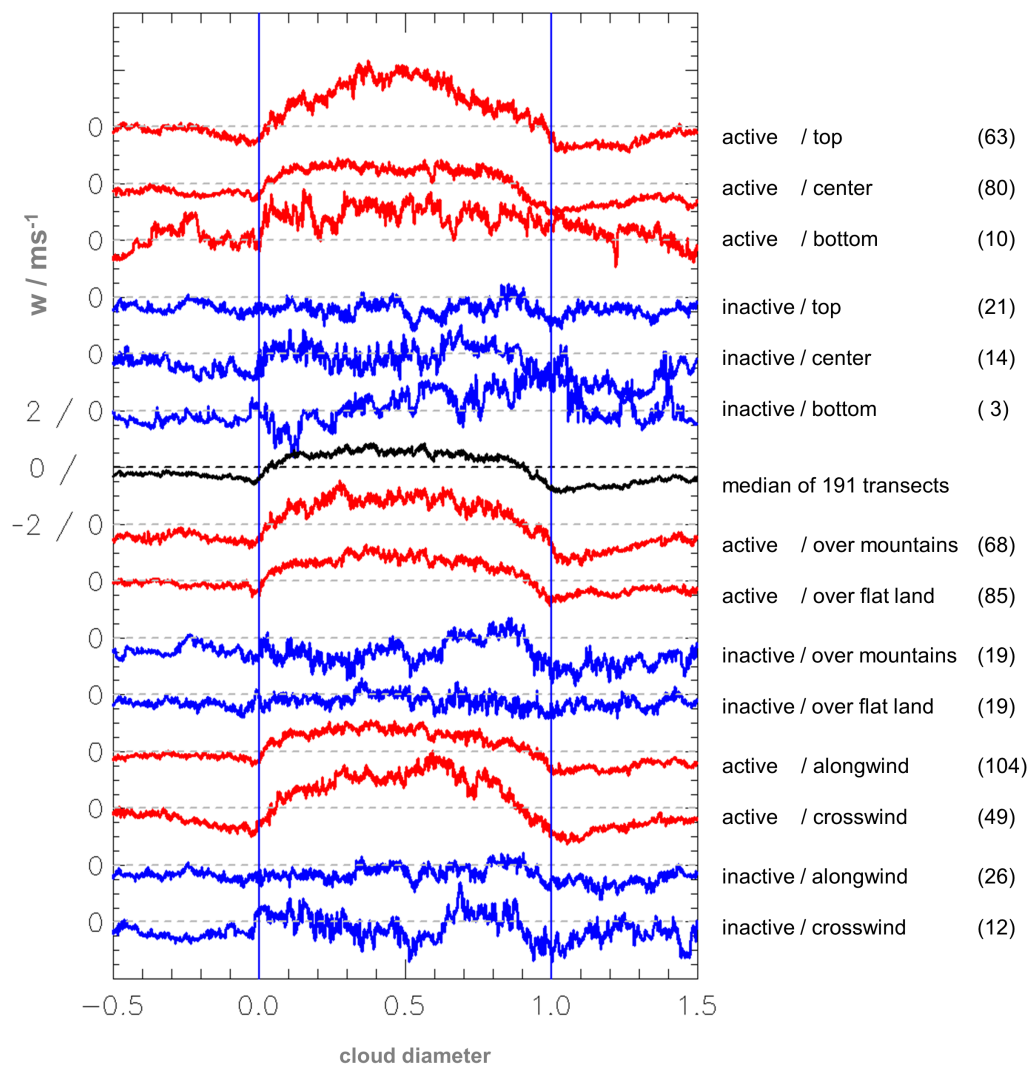 w / ms-1
0
0
0
0
0
2 / 0
0 /
-2 / 0
0
0
0
0
0
0
0
active / top (63)
active / center (80)
active / bottom (10)
inactive / top (21)
inactive / center (14)
inactive / bottom ( 3)
median of 191 transects
active / over mountains (68)
active / over flat land (85)
inactive / over mountains (19)
inactive / over flat land (19)
active / alongwind (104)
active / crosswind (49)
inactive / alongwind (26)
inactive / crosswind (12)
−0.5 0.0 0.5 1.0 1.5
cloud diameter